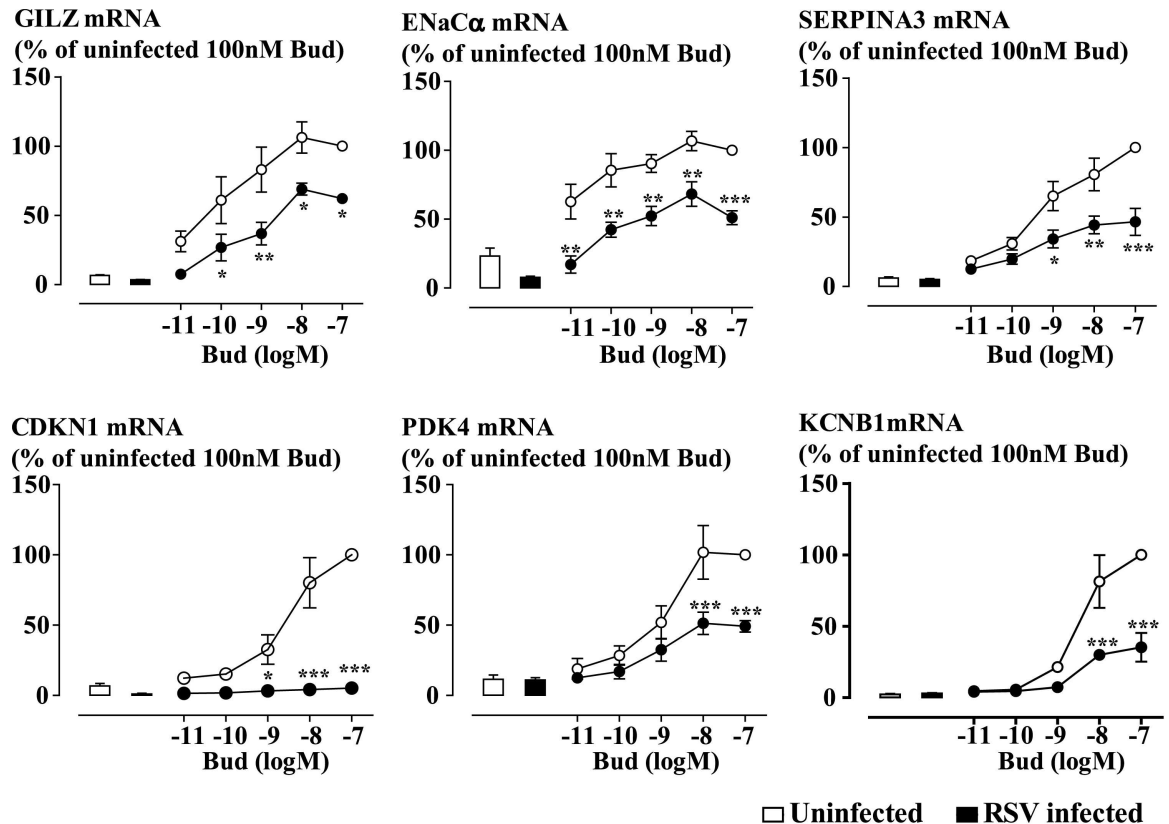 GILZ mRNA
(% of uninfected 100nM Bud)
150
100
50
0
*
**
*
*
-11 -10 -9 -8 -7
Bud (logM)
ENaCα mRNA
(% of uninfected 100nM Bud)
150
100
50
0
**
**
**
**
***
-11 -10 -9 -8 -7
Bud (logM)
SERPINA3 mRNA
(% of uninfected 100nM Bud)
150
100
50
0
*
**
***
-11 -10 -9 -8 -7
Bud (logM)
CDKN1 mRNA
(% of uninfected 100nM Bud)
150
100
50
0
*
***
***
-11 -10 -9 -8 -7
Bud (logM)
PDK4 mRNA
(% of uninfected 100nM Bud)
150
100
50
0
***
***
-11 -10 -9 -8 -7
Bud (logM)
KCNB1mRNA
(% of uninfected 100nM Bud)
150
100
50
0
***
***
-11 -10 -9 -8 -7
Bud (logM)
Uninfected RSV infected